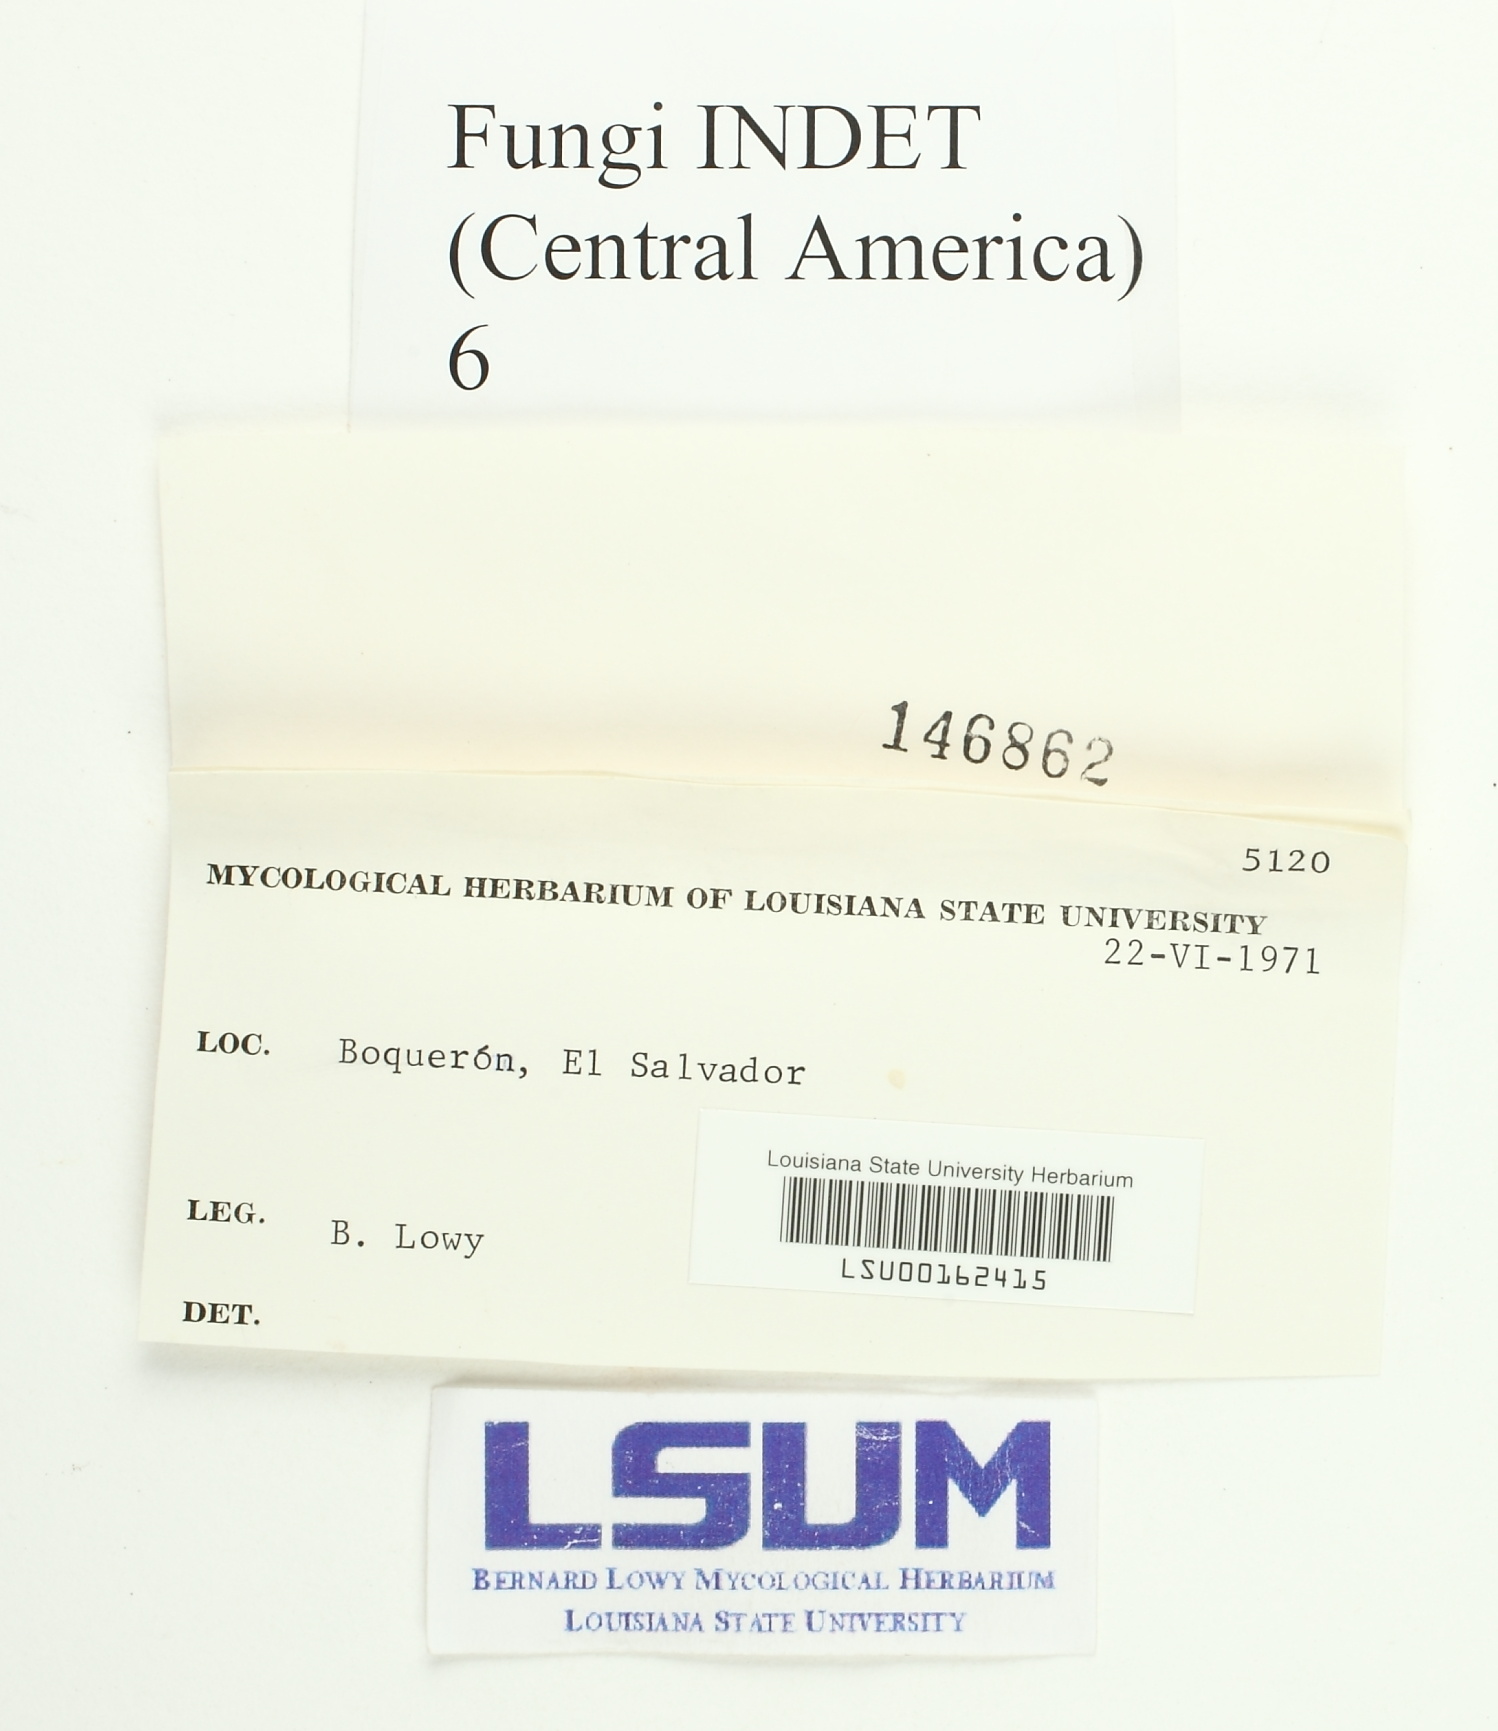 Fungi INDET
(Central America)
6
146862
5120
MYCOLOGICAL HERBARIUM OF LOUISIANA STATE UNIVERSITY
22-VI-1971
LOC. Boquerón, El Salvador
Louisiana State University Herbarium
LSU00162415
LEG. B. Lowy
DET.
LSUM
BERNARD LOWY MYCOLOGICAL HERBARIUM
LOUISIANA STATE UNIVERSITY